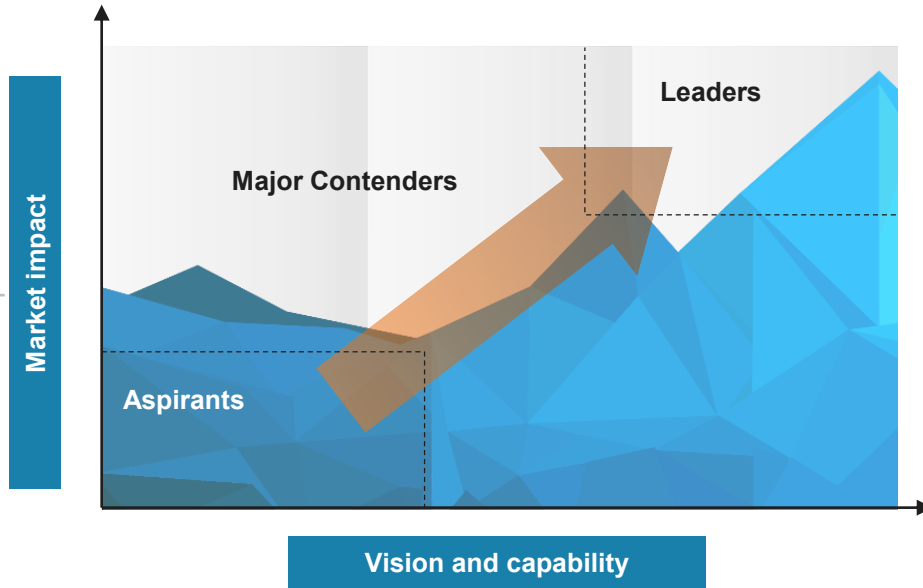 Leaders
Major Contenders
Market impact
Aspirants
Vision and capability